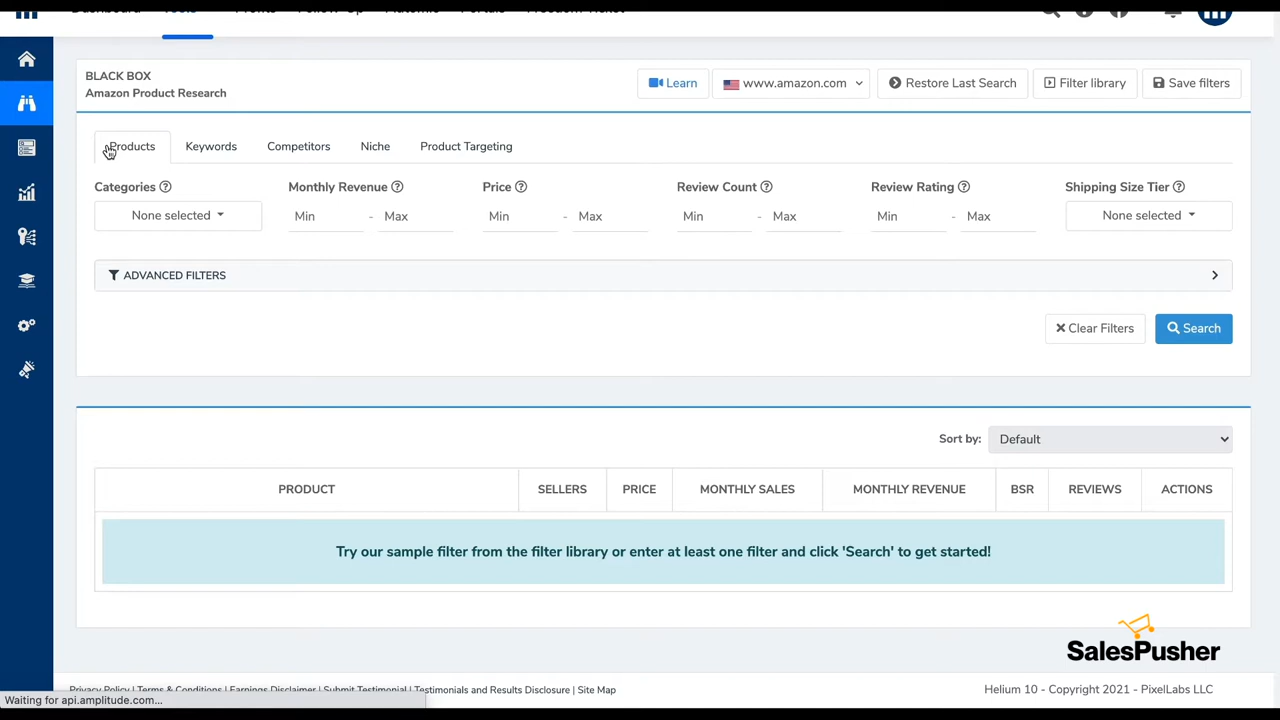 BLACK BOX
Amazon Product Research
Learn
www.amazon.com
Restore Last Search
Filter library
Save filters
Products
Keywords
Competitors
Niche
Product Targeting
Categories
Monthly Revenue
Price
Review Count
Review Rating
Shipping Size Tier
None selected
Min - Max
Min - Max
Min - Max
Min - Max
None selected
ADVANCED FILTERS
Clear Filters
Search
Sort by: Default
PRODUCT
SELLERS
PRICE
MONTHLY SALES
MONTHLY REVENUE
BSR
REVIEWS
ACTIONS
Try our sample filter from the filter library or enter at least one filter and click 'Search' to get started!
SalesPusher
Privacy Policy | Terms & Conditions | Earnings Disclaimer | Submit Testimonial | Testimonials and Results Disclosure | Site Map
Helium 10 - Copyright 2021 - PixelLabs LLC
Waiting for api.amplitude.com...